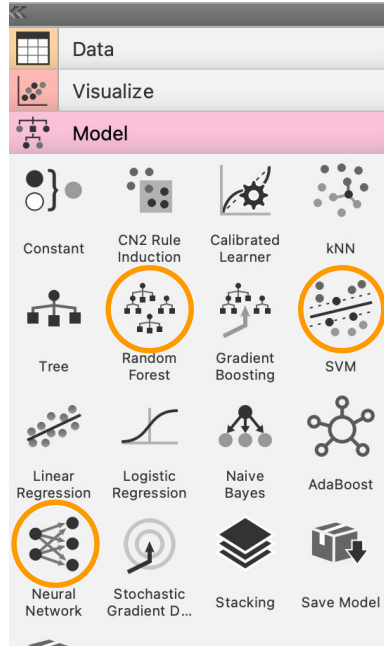 Data
Visualize
Model
Constant
CN2 Rule
Induction
Calibrated
Learner
kNN
Tree
Random
Forest
Gradient
Boosting
SVM
Linear
Regression
Logistic
Regression
Naive
Bayes
AdaBoost
Neural
Network
Stochastic
Gradient D...
Stacking
Save Model